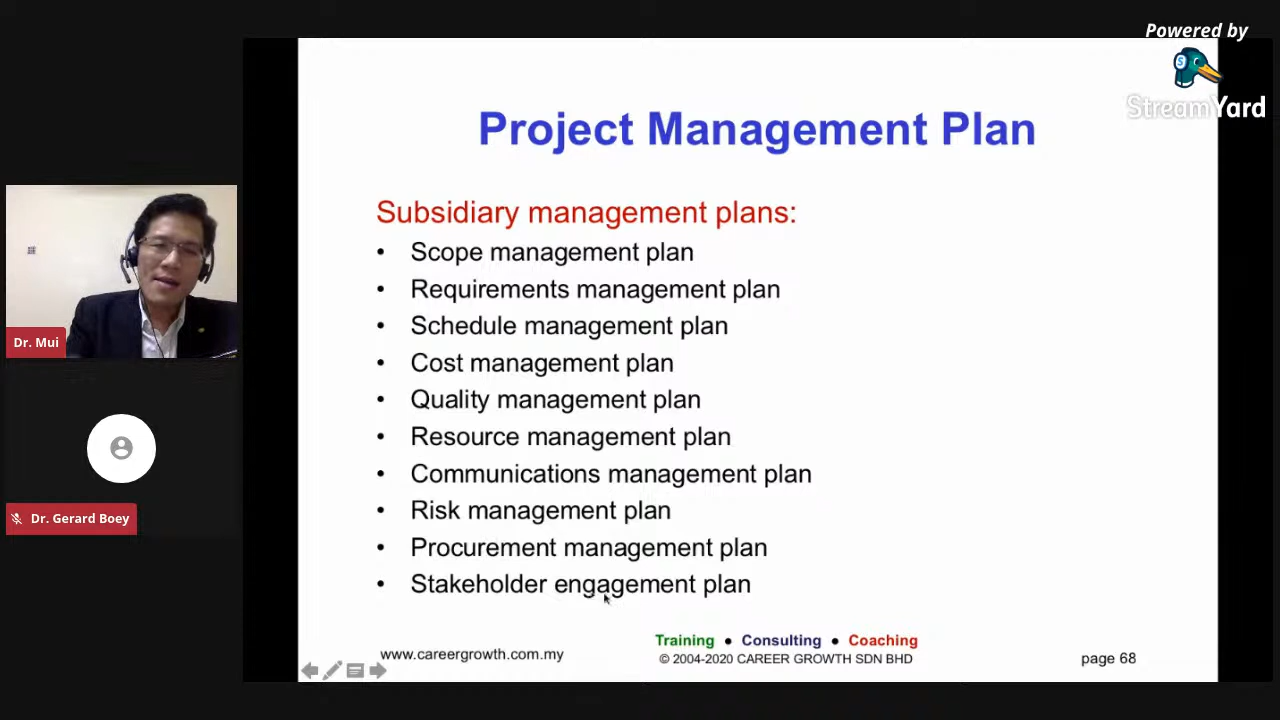 Powered by
StreamYard
Project Management Plan
Subsidiary management plans:
• Scope management plan
• Requirements management plan
• Schedule management plan
• Cost management plan
• Quality management plan
• Resource management plan
• Communications management plan
• Risk management plan
• Procurement management plan
• Stakeholder engagement plan
www.careergrowth.com.my
Training ● Consulting ● Coaching
© 2004-2020 CAREER GROWTH SDN BHD
page 68
Dr. Mui
Dr. Gerard Boey